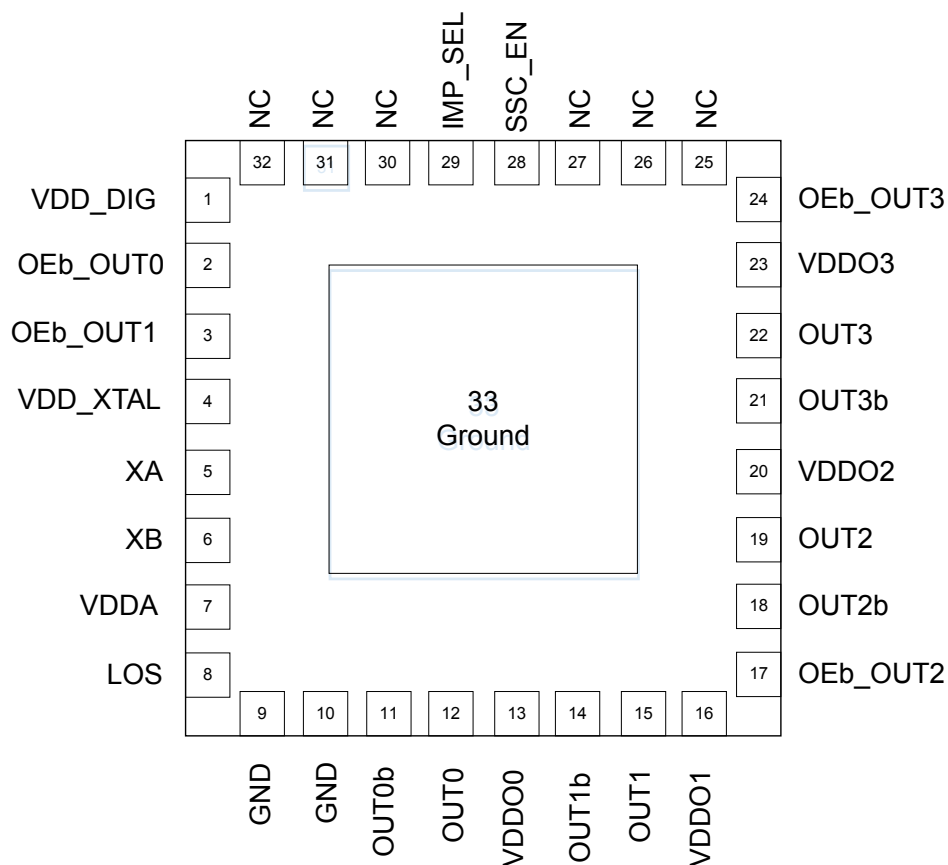 NC
NC
NC
IMP_SEL
SSC_EN
NC
NC
NC
32
31
30
29
28
27
26
25
VDD_DIG
1
OEb_OUT0
2
OEb_OUT1
3
VDD_XTAL
4
XA
5
XB
6
VDDA
7
LOS
8
33
Ground
24
OEb_OUT3
23
VDDO3
22
OUT3
21
OUT3b
20
VDDO2
19
OUT2
18
OUT2b
17
OEb_OUT2
9
10
11
12
13
14
15
16
GND
GND
OUT0b
OUT0
VDDO0
OUT1b
OUT1
VDDO1